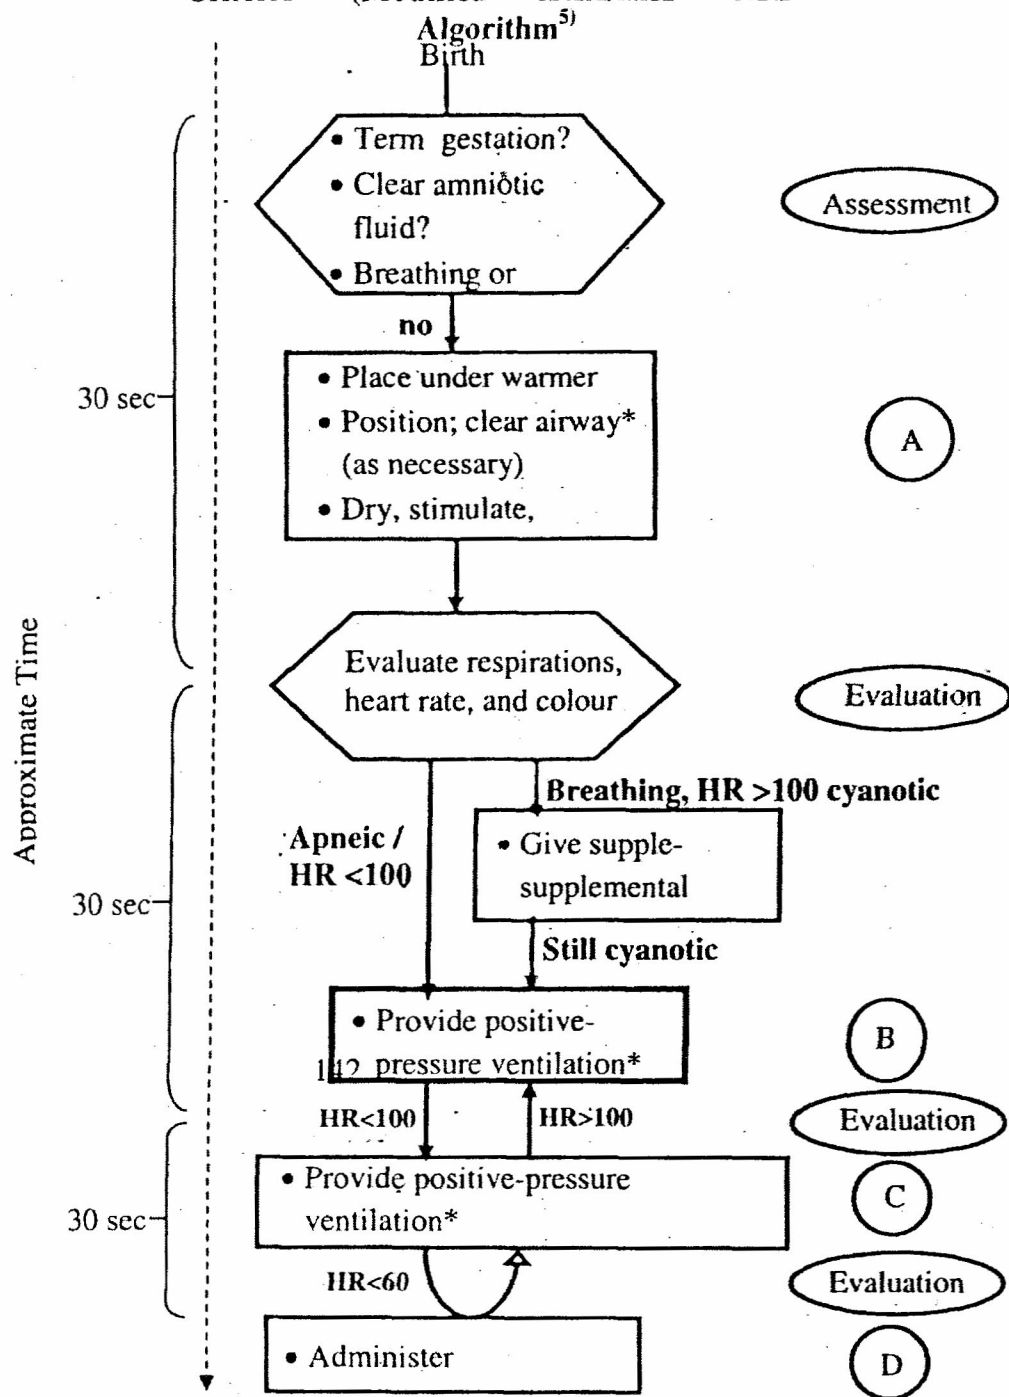 Algorithm5)
Birth
• Term gestation?
• Clear amniotic
fluid?
• Breathing or
Assessment
no
• Place under warmer
• Position; clear airway*
(as necessary)
• Dry, stimulate,
30 sec
A
Approximate Time
Evaluate respirations,
heart rate, and colour
Evaluation
Breathing, HR >100 cyanotic
Apneic /
HR <100
• Give supple-
supplemental
30 sec
Still cyanotic
• Provide positive-
142 pressure ventilation*
B
HR<100
HR>100
Evaluation
• Provide positive-pressure
ventilation*
C
30 sec
HR<60
Evaluation
• Administer
D